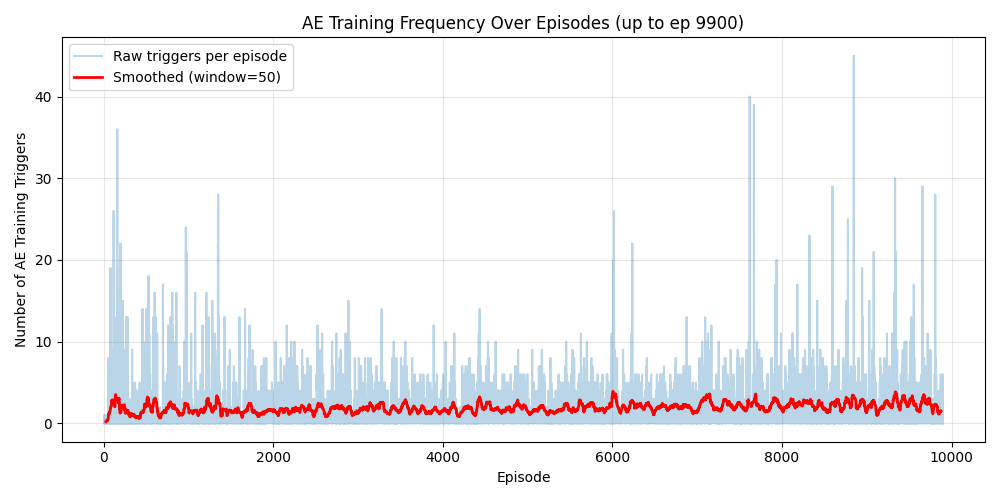 AE Training Frequency Over Episodes (up to ep 9900)
Raw triggers per episode
Smoothed (window=50)
Number of AE Training Triggers
40
30
20
10
0
0 2000 4000 6000 8000 10000
Episode